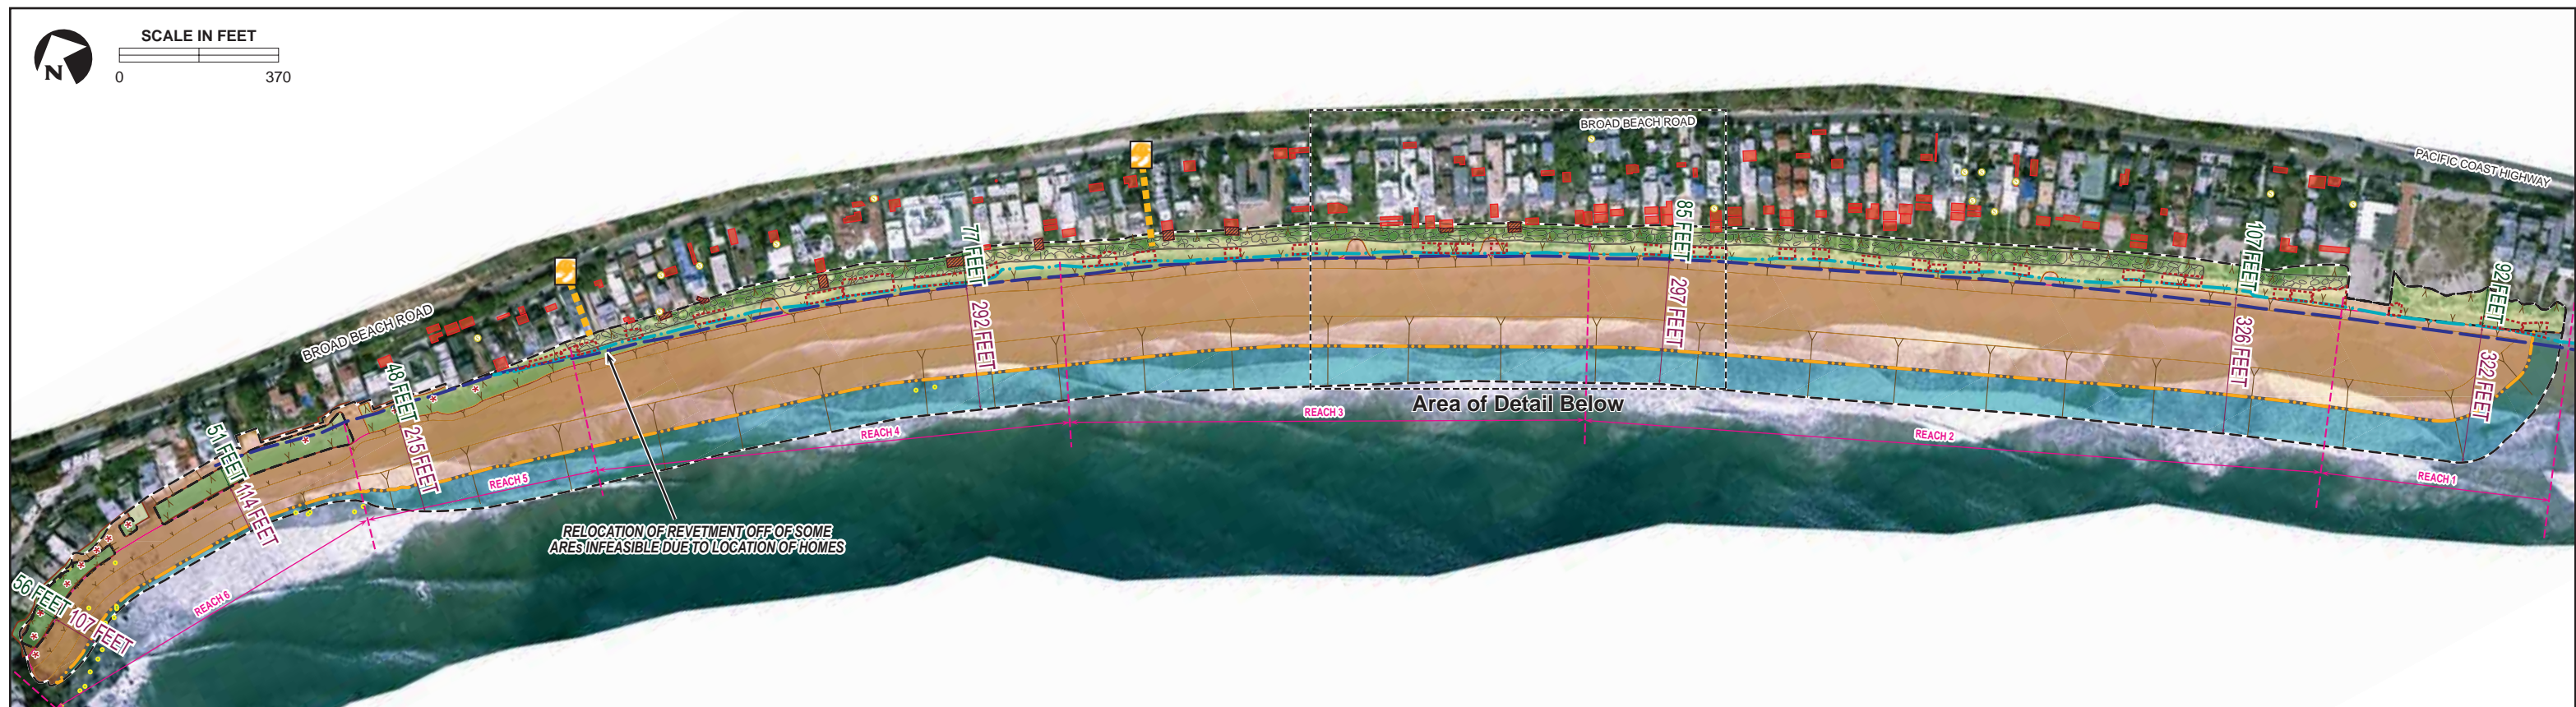 SCALE IN FEET
0 370
N
BROAD BEACH ROAD
BROAD BEACH ROAD
PACIFIC COAST HIGHWAY
56 FEET 107 FEET
51 FEET 114 FEET
48 FEET 215 FEET
77 FEET 292 FEET
85 FEET 297 FEET
107 FEET 326 FEET
92 FEET 322 FEET
Area of Detail Below
REACH 6
REACH 5
REACH 4
REACH 3
REACH 2
REACH 1
RELOCATION OF REVETMENT OFF OF SOME
AREs INFEASIBLE DUE TO LOCATION OF HOMES